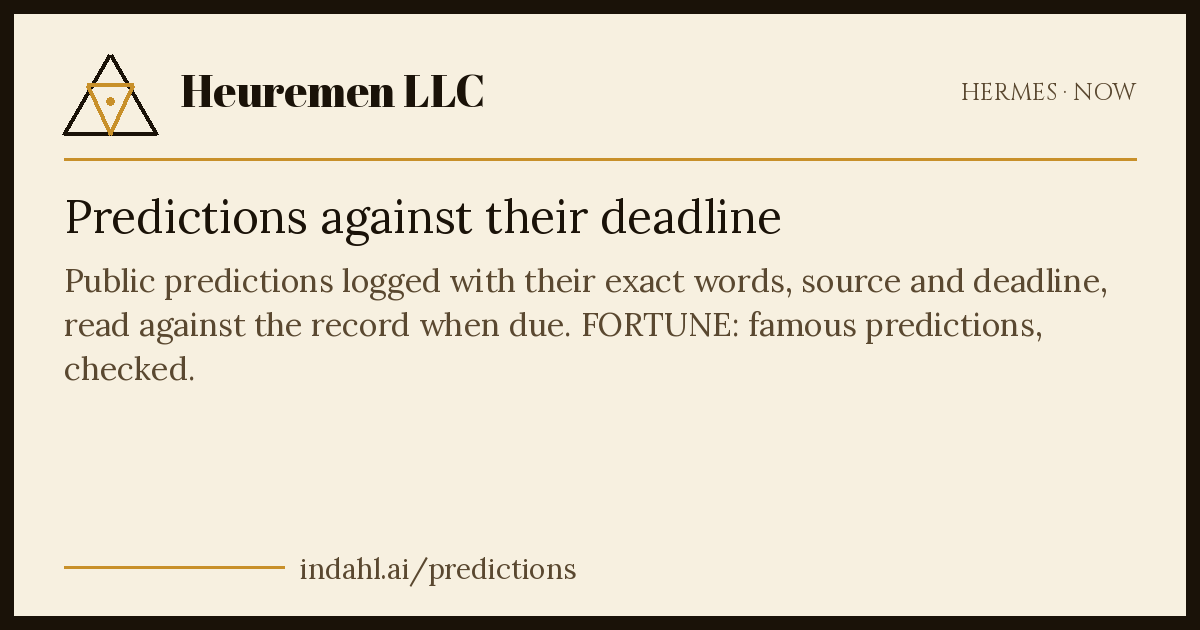 Heuremen LLC
HERMES · NOW
Predictions against their deadline
Public predictions logged with their exact words, source and deadline,
read against the record when due. FORTUNE: famous predictions,
checked.
indahl.ai/predictions